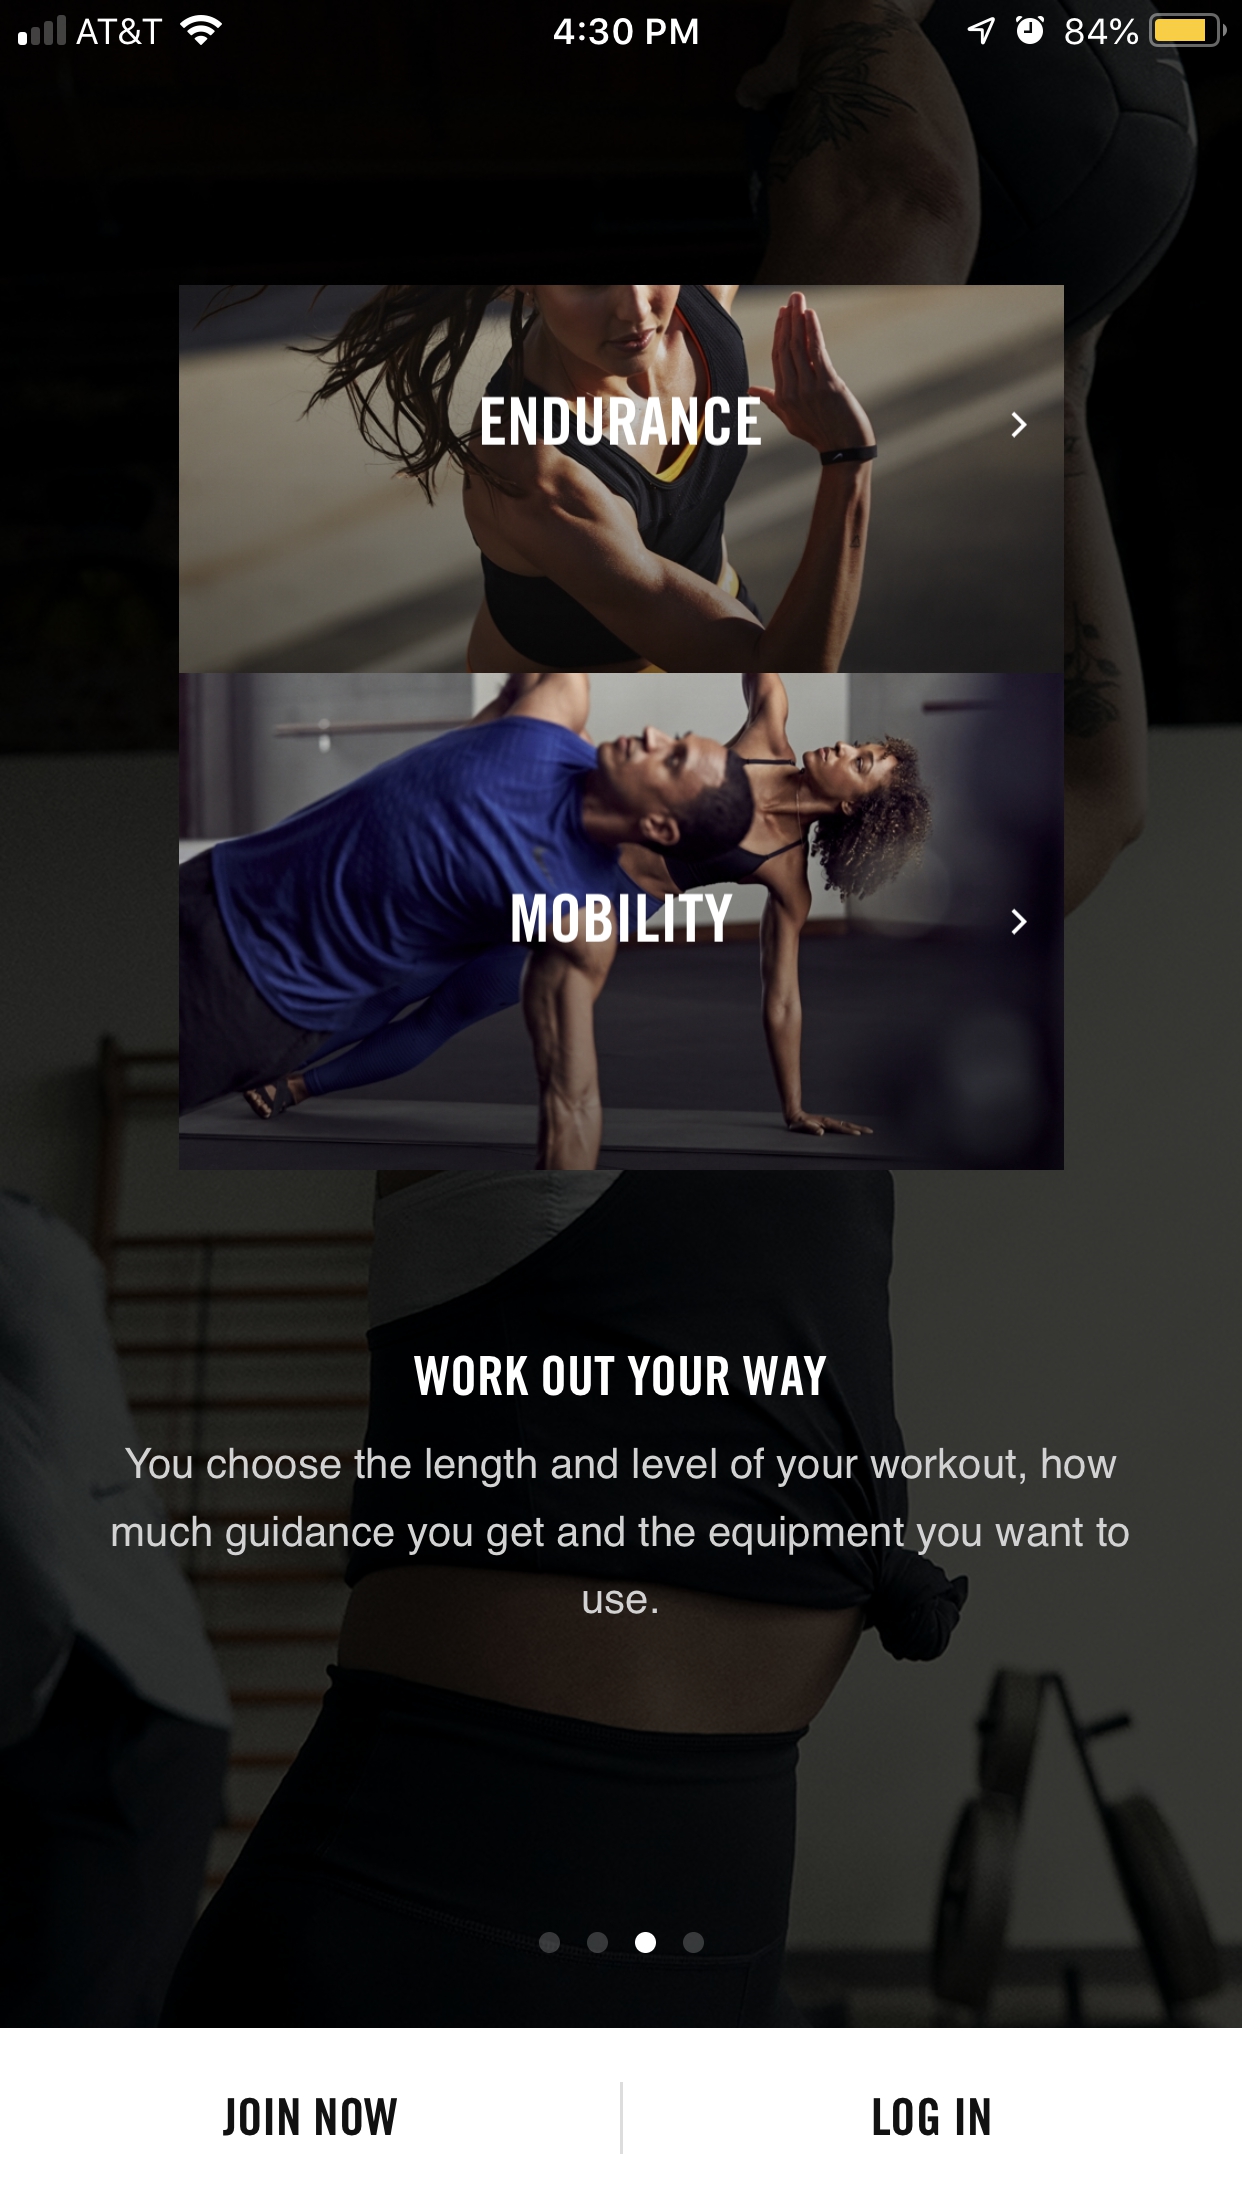 AT&T 4:30 PM 84%
ENDURANCE
MOBILITY
WORK OUT YOUR WAY
You choose the length and level of your workout, how
much guidance you get and the equipment you want to
use.
JOIN NOW LOG IN